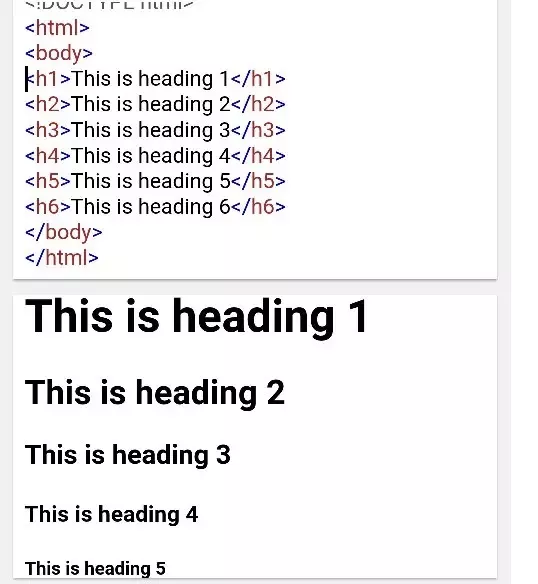 <!DOCTYPE html>
<html>
<body>
<h1>This is heading 1</h1>
<h2>This is heading 2</h2>
<h3>This is heading 3</h3>
<h4>This is heading 4</h4>
<h5>This is heading 5</h5>
<h6>This is heading 6</h6>
</body>
</html>
This is heading 1
This is heading 2
This is heading 3
This is heading 4
This is heading 5